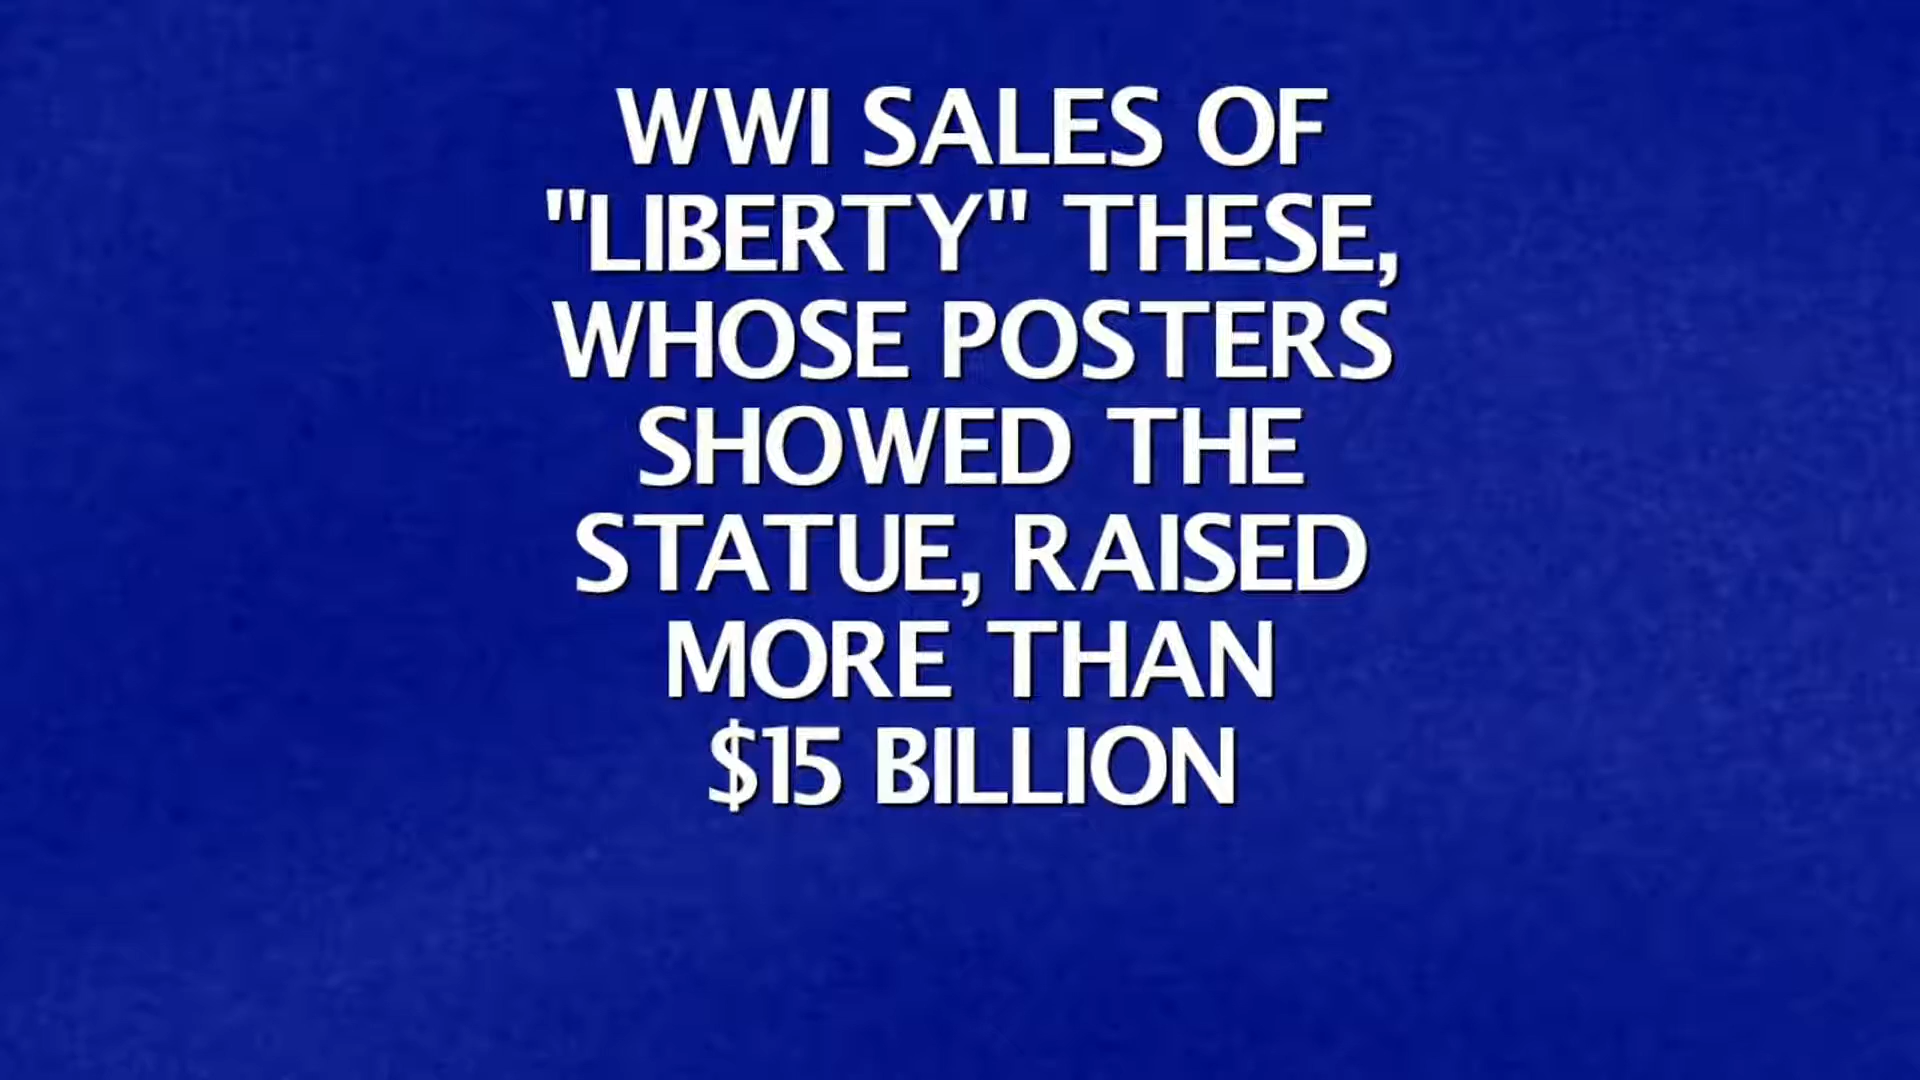 WWI SALES OF
"LIBERTY" THESE,
WHOSE POSTERS
SHOWED THE
STATUE, RAISED
MORE THAN
$15 BILLION